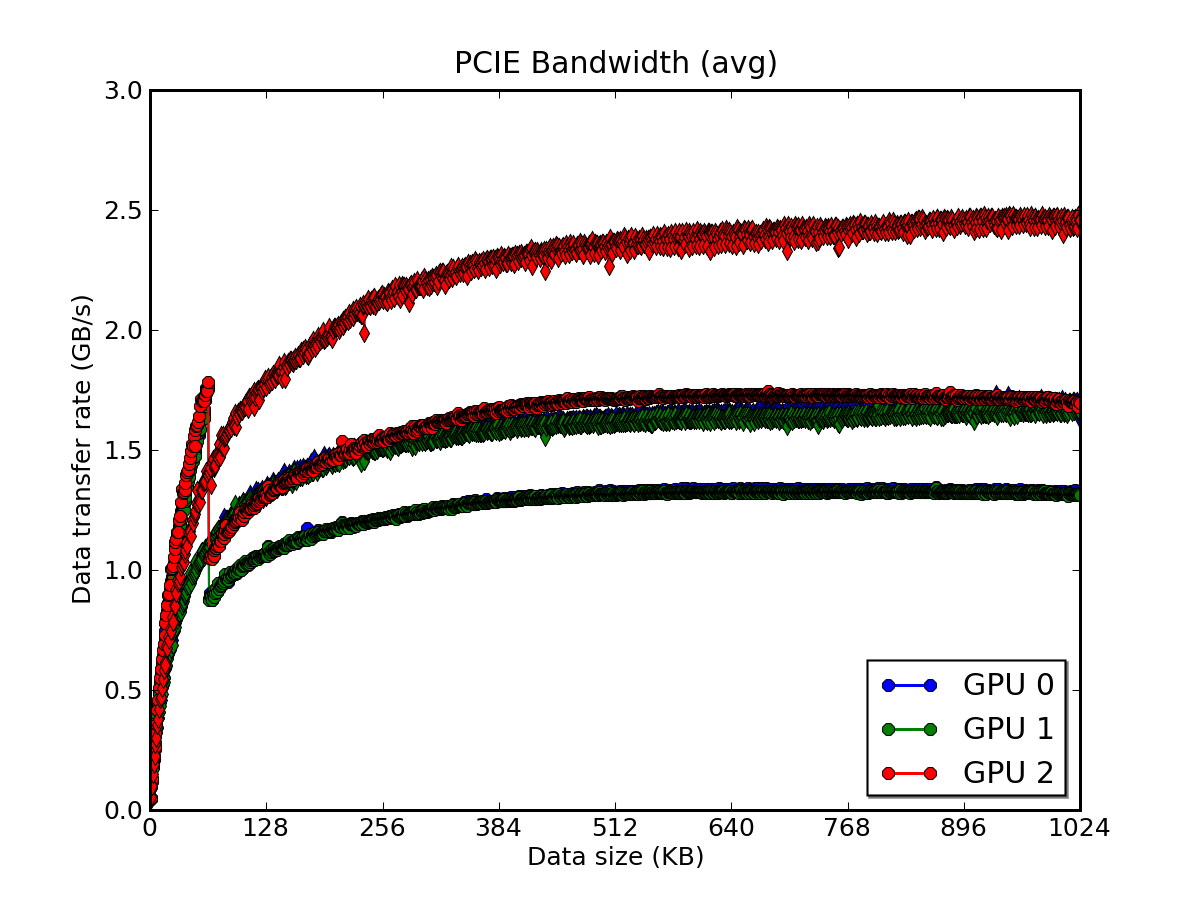 PCIE Bandwidth (avg)
3.0
2.5
2.0
1.5
1.0
0.5
0.0
Data transfer rate (GB/s)
GPU 0
GPU 1
GPU 2
0 128 256 384 512 640 768 896 1024
Data size (KB)